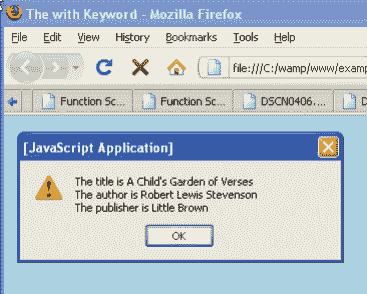 The with Keyword - Mozilla Firefox
File Edit View History Bookmarks Tools Help
file:///C:/wamp/www/examp
Function Sc... Function Sc... DSCN0406.... D
[JavaScript Application]
The title is A Child's Garden of Verses
The author is Robert Lewis Stevenson
The publisher is Little Brown
OK